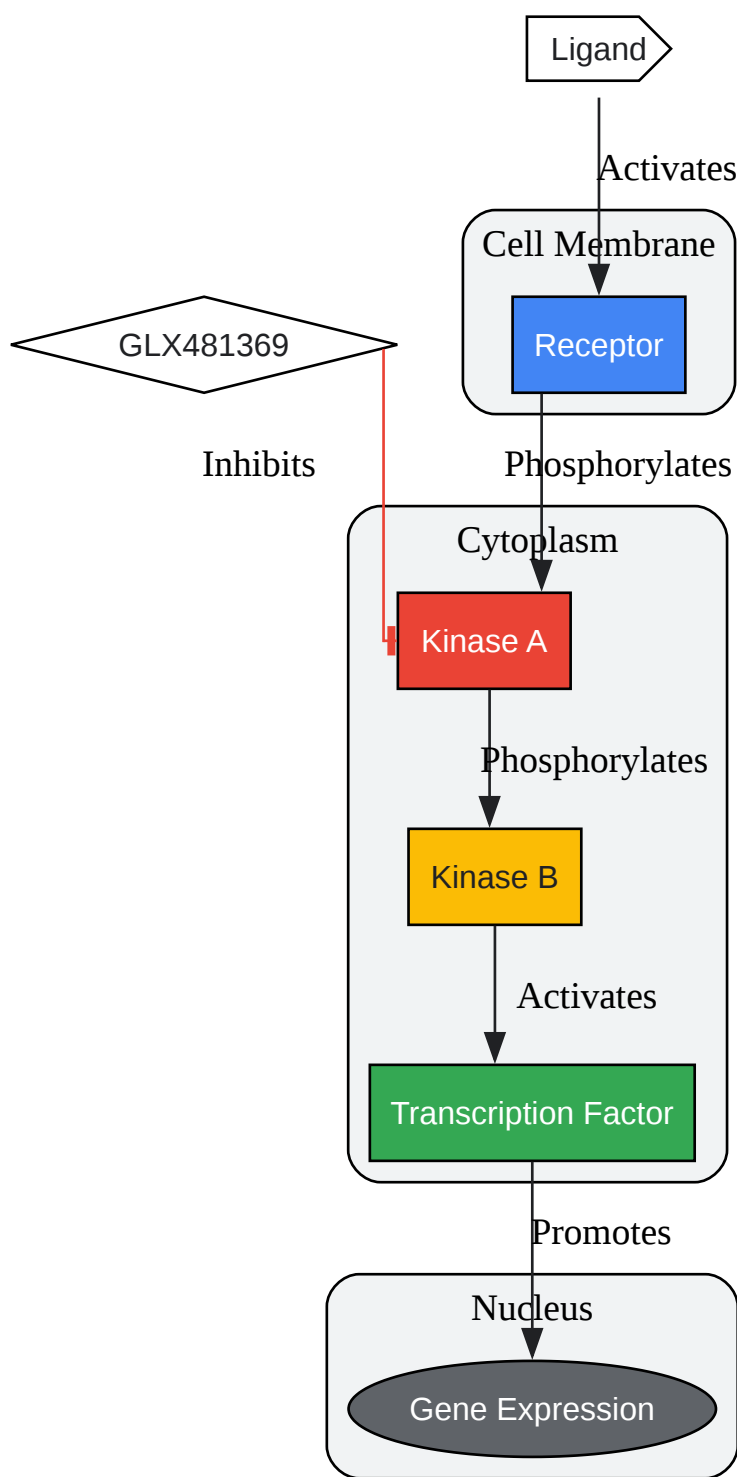 Ligand
Activates
Cell Membrane
GLX481369
Receptor
Inhibits
Phosphorylates
Cytoplasm
Kinase A
Phosphorylates
Kinase B
Activates
Transcription Factor
Promotes
Nucleus
Gene Expression